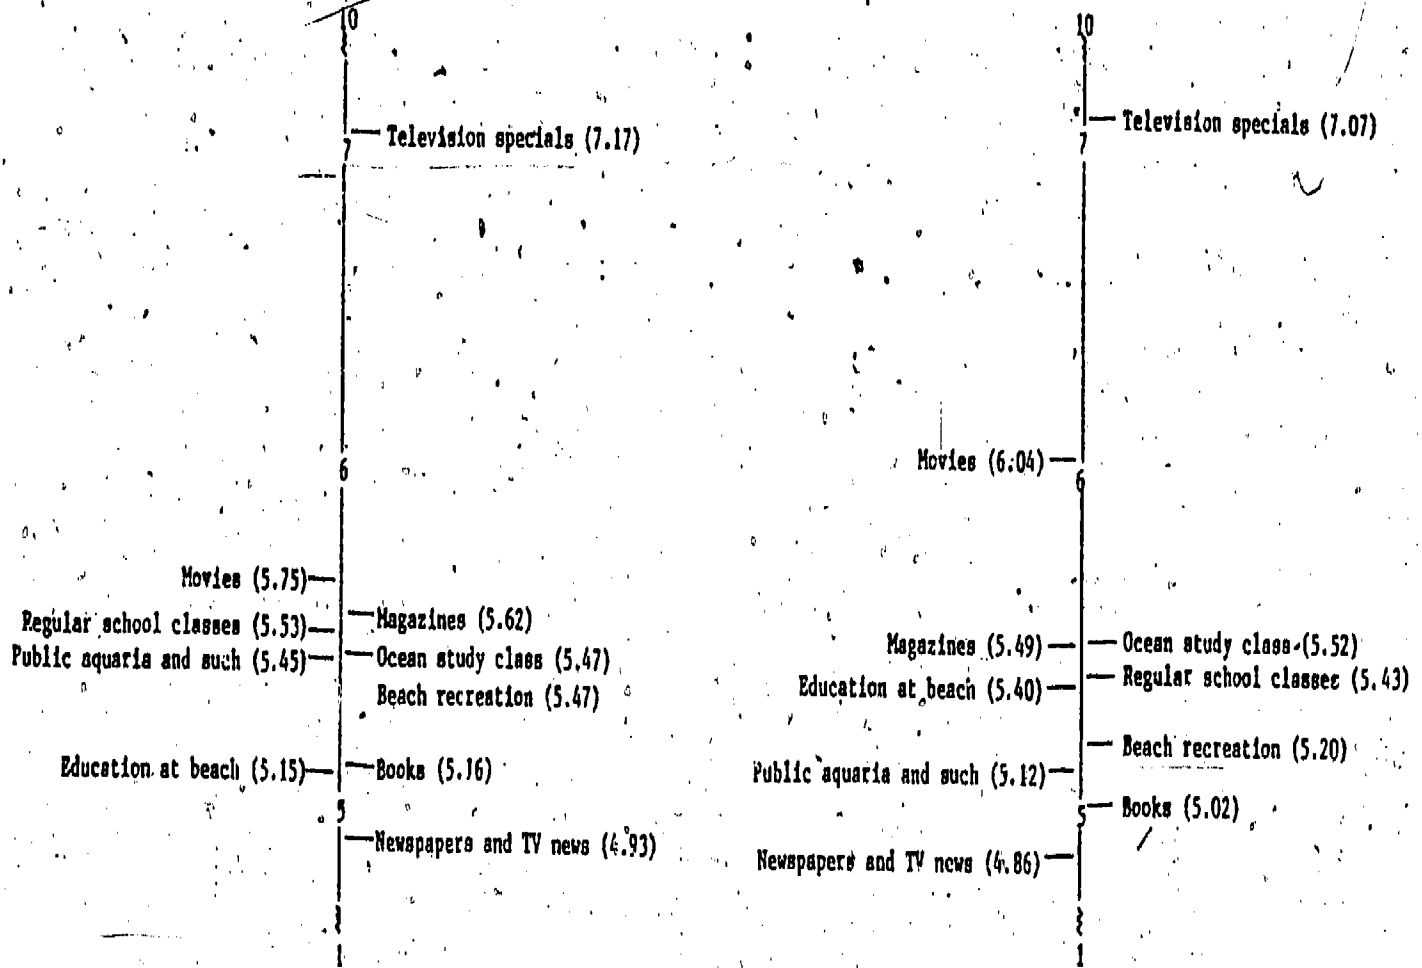 10
Television specials (7.17)
7
6
Movies (5.75)
Magazines (5.62)
Regular school classes (5.53)
Public aquaria and such (5.45)
Ocean study class (5.47)
Beach recreation (5.47)
Education at beach (5.15)
Books (5.16)
5
Newspapers and TV news (4.93)
1
10
Television specials (7.07)
7
Movies (6.04)
6
Magazines (5.49)
Ocean study class (5.52)
Regular school classes (5.43)
Education at beach (5.40)
Beach recreation (5.20)
Public aquaria and such (5.12)
Books (5.02)
5
Newspapers and TV news (4.86)
1